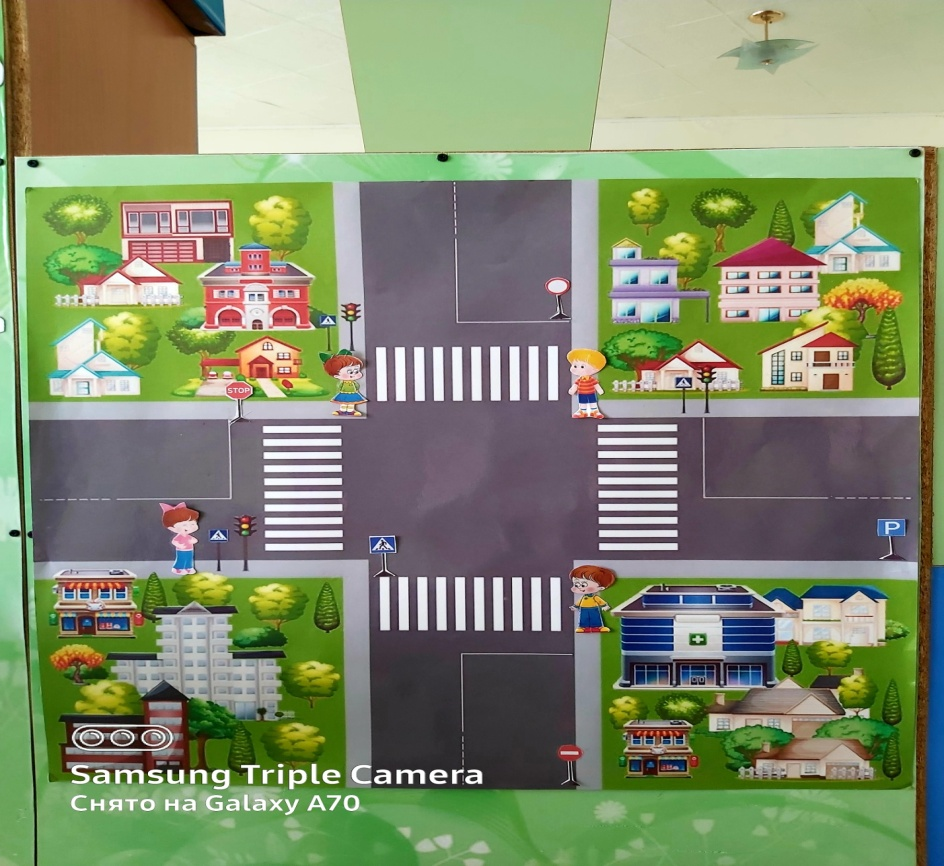 STOP
P
Samsung Triple Camera
Снято на Galaxy A70